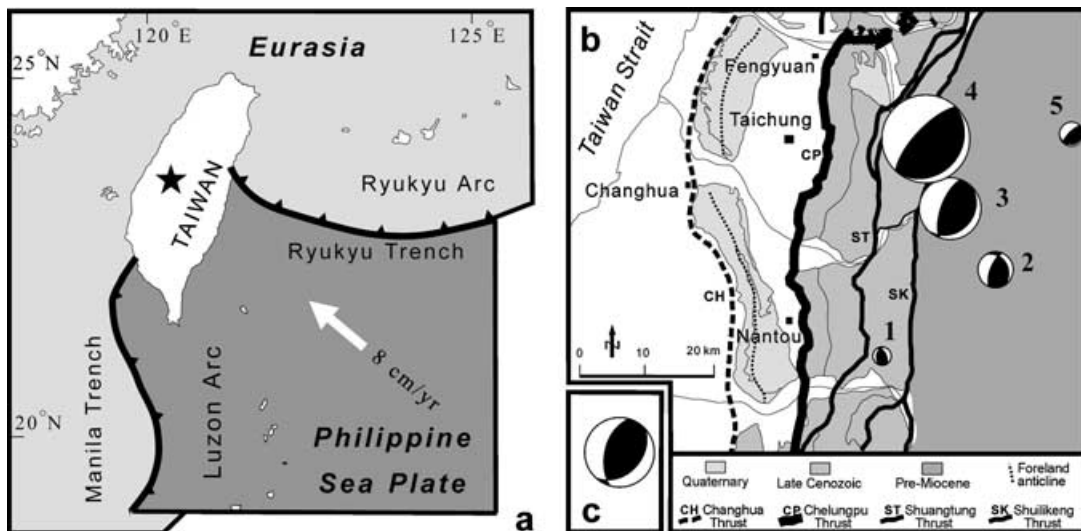 120°E
125°E
Eurasia
25°N
TAIWAN
Ryukyu Arc
Ryukyu Trench
8 cm/yr
Manila Trench
Luzon Arc
20°N
Philippine
Sea Plate
a
b
Taiwan Strait
Fengyuan
4
5
Taichung
CP
Changhua
3
ST
2
CH
SK
Nantou
1
N
0 10 20 km
c
Quaternary
Late Cenozoic
Pre-Miocene
Foreland
anticline
CH Changhua
Thrust
CP Chelungpu
Thrust
ST Shuangtung
Thrust
SK Shuilikeng
Thrust